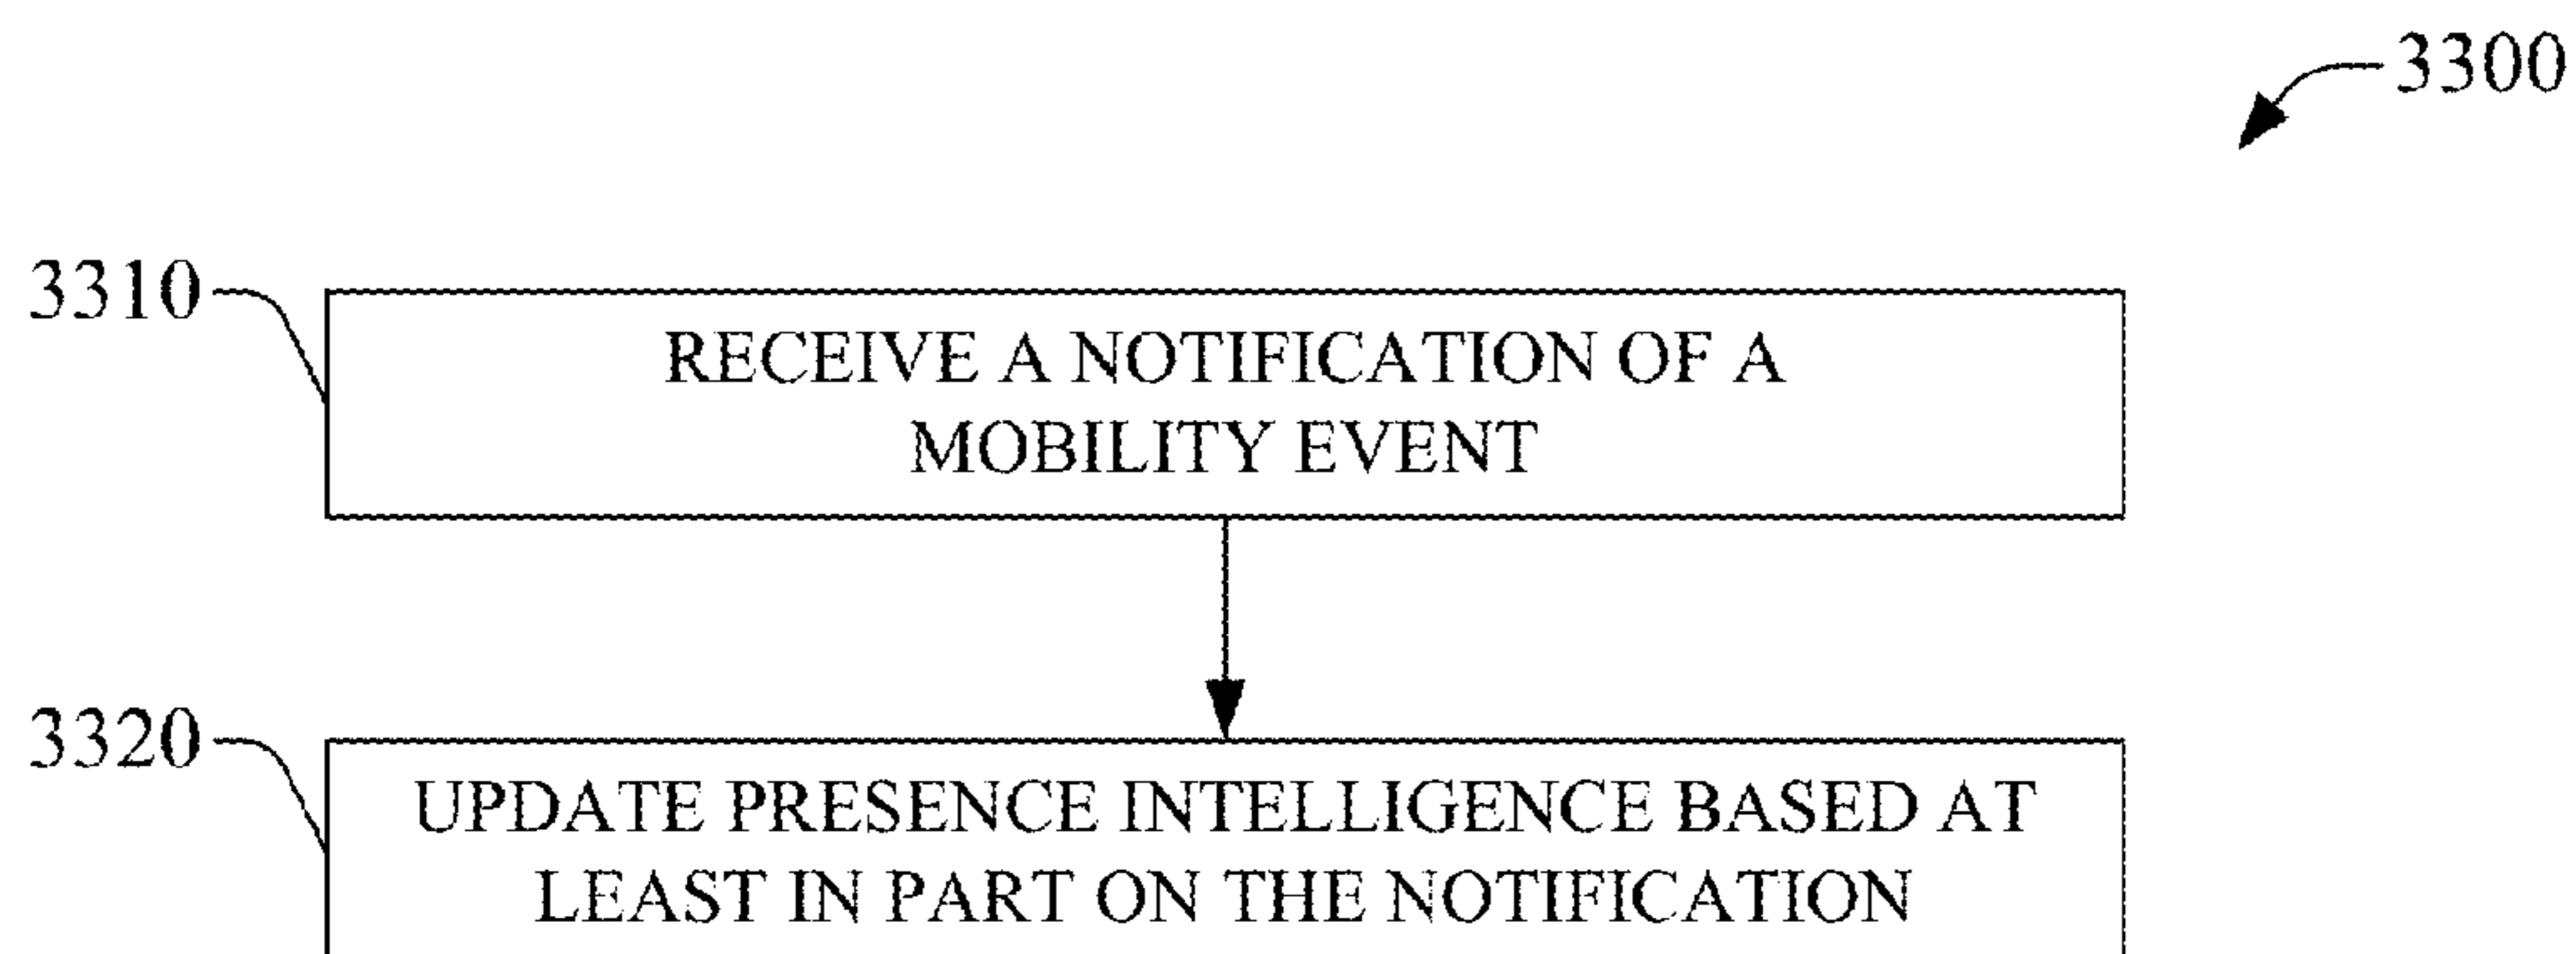 3300
3310
RECEIVE A NOTIFICATION OF A
MOBILITY EVENT
3320
UPDATE PRESENCE INTELLIGENCE BASED AT
LEAST IN PART ON THE NOTIFICATION